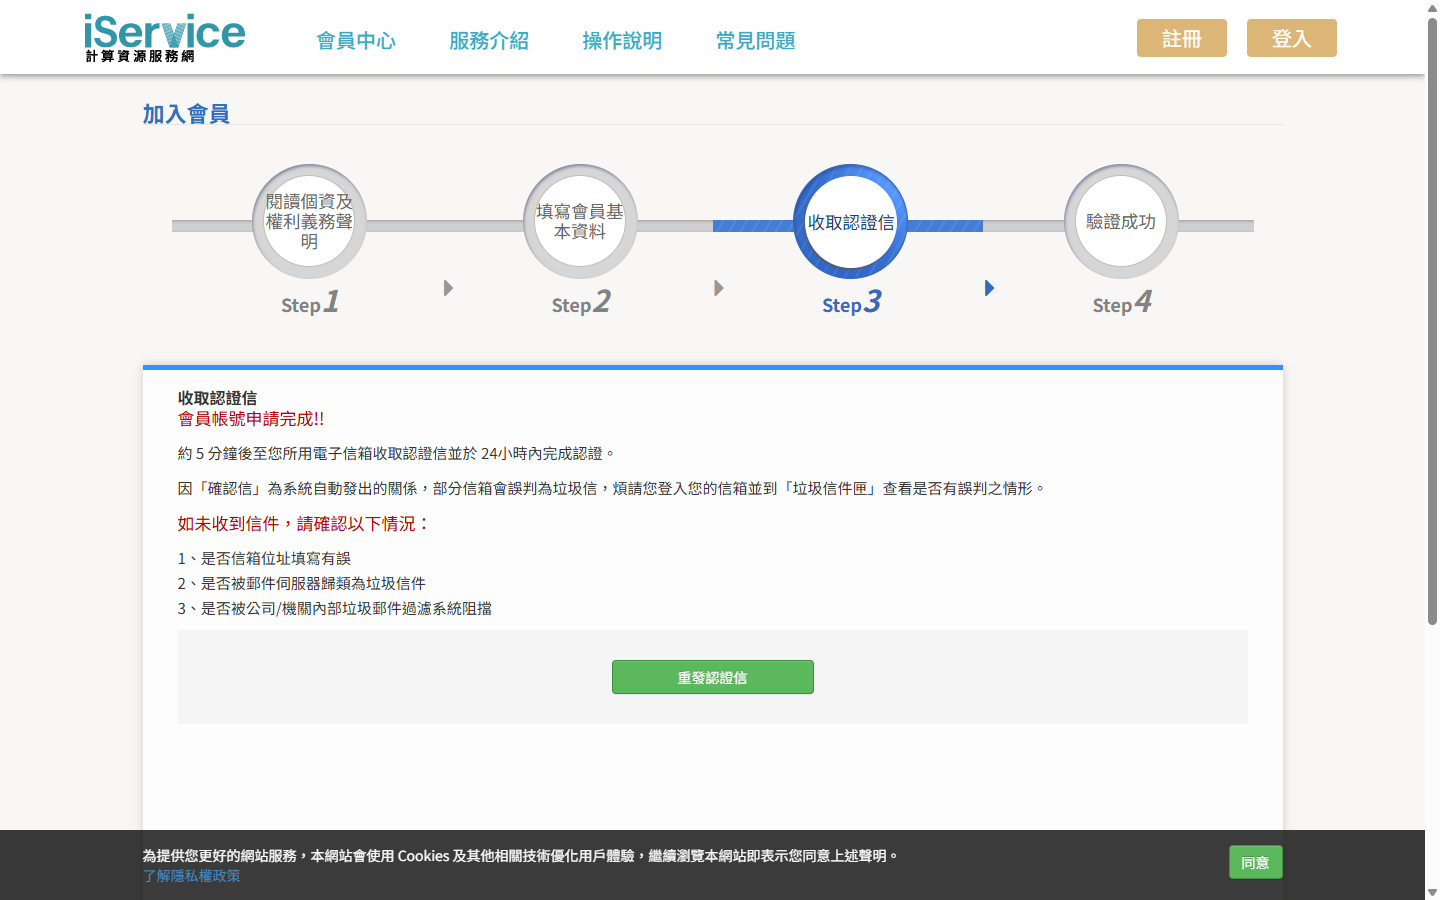 iService
計算資源服務網
會員中心
服務介紹
操作說明
常見問題
註冊
登入
加入會員
閱讀個資及
權利義務聲
明
填寫會員基
本資料
收取認證信
驗證成功
Step1
Step2
Step3
Step4
收取認證信
會員帳號申請完成!!
約 5 分鐘後至您所用電子信箱收取認證信並於 24小時內完成認證。
因「確認信」為系統自動發出的關係，部分信箱會誤判為垃圾信，煩請您登入您的信箱並到「垃圾信件匣」查看是否有誤判之情形。
如未收到信件，請確認以下情況：
1、是否信箱位址填寫有誤
2、是否被郵件伺服器歸類為垃圾信件
3、是否被公司/機關內部垃圾郵件過濾系統阻擋
重發認證信
為提供您更好的網站服務，本網站會使用 Cookies 及其他相關技術優化用戶體驗，繼續瀏覽本網站即表示您同意上述聲明。
了解隱私權政策
同意